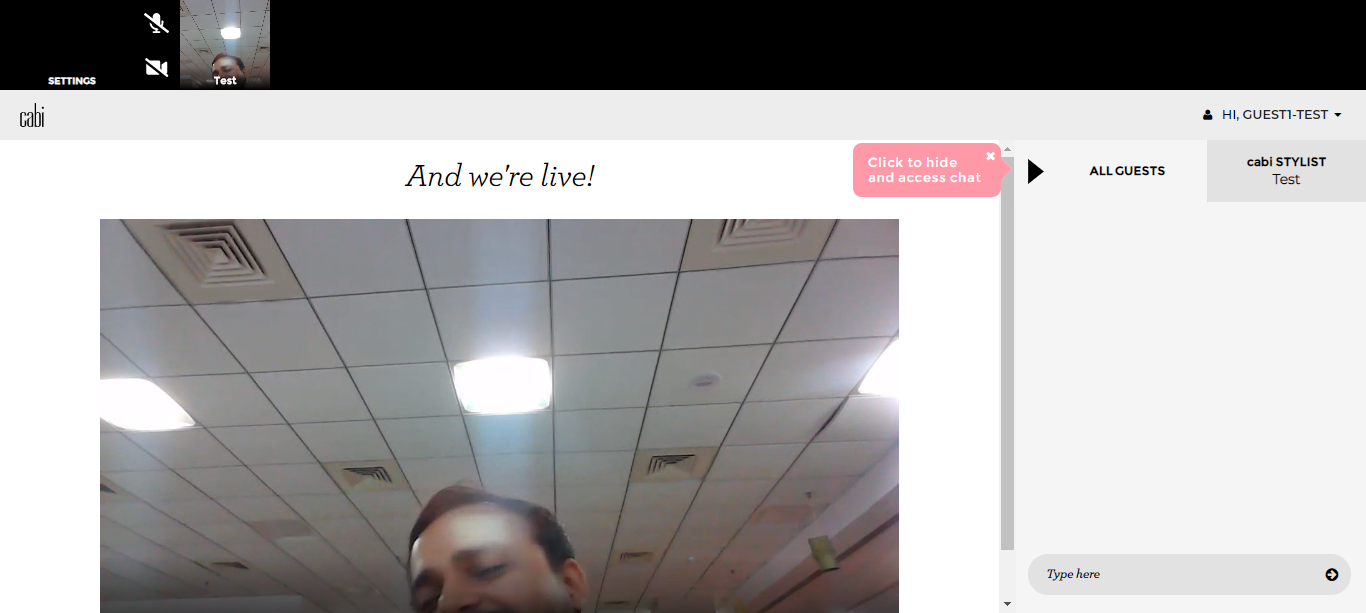 SETTINGS
Test
cabi
HI, GUEST1-TEST
And we're live!
Click to hide
and access chat
ALL GUESTS
cabi STYLIST
Test
Type here